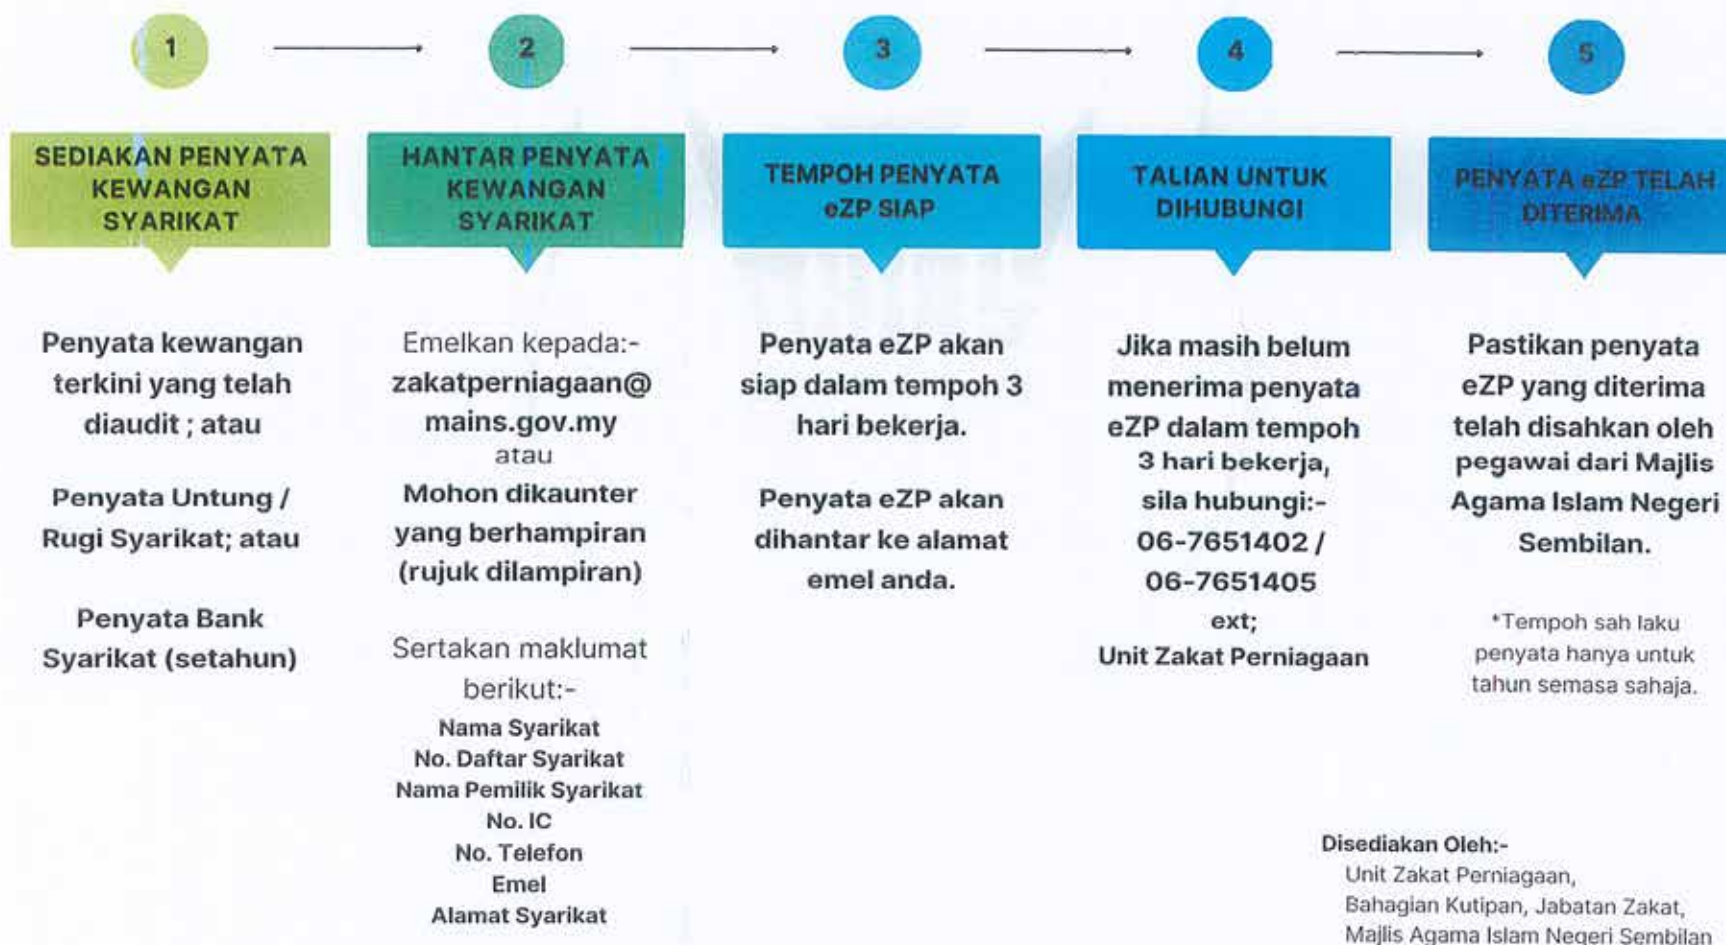 1
2
3
4
5
SEDIAKAN PENYATA
KEWANGAN
SYARIKAT
HANTAR PENYATA
KEWANGAN
SYARIKAT
TEMPOH PENYATA
eZP SIAP
TALIAN UNTUK
DIHUBUNGI
PENYATA eZP TELAH
DITERIMA
Penyata kewangan
terkini yang telah
diaudit ; atau
Penyata Untung /
Rugi Syarikat; atau
Penyata Bank
Syarikat (setahun)
Emelkan kepada:-
zakatperniagaan@
mains.gov.my
atau
Mohon dikaunter
yang berhampiran
(rujuk dilampiran)
Sertakan maklumat
berikut:-
Nama Syarikat
No. Daftar Syarikat
Nama Pemilik Syarikat
No. IC
No. Telefon
Emel
Alamat Syarikat
Penyata eZP akan
siap dalam tempoh 3
hari bekerja.
Penyata eZP akan
dihantar ke alamat
emel anda.
Jika masih belum
menerima penyata
eZP dalam tempoh
3 hari bekerja,
sila hubungi:-
06-7651402 /
06-7651405
ext;
Unit Zakat Perniagaan
Pastikan penyata
eZP yang diterima
telah disahkan oleh
pegawai dari Majlis
Agama Islam Negeri
Sembilan.
*Tempoh sah laku
penyata hanya untuk
tahun semasa sahaja.
Disediakan Oleh:-
Unit Zakat Perniagaan,
Bahagian Kutipan, Jabatan Zakat,
Majlis Agama Islam Negeri Sembilan